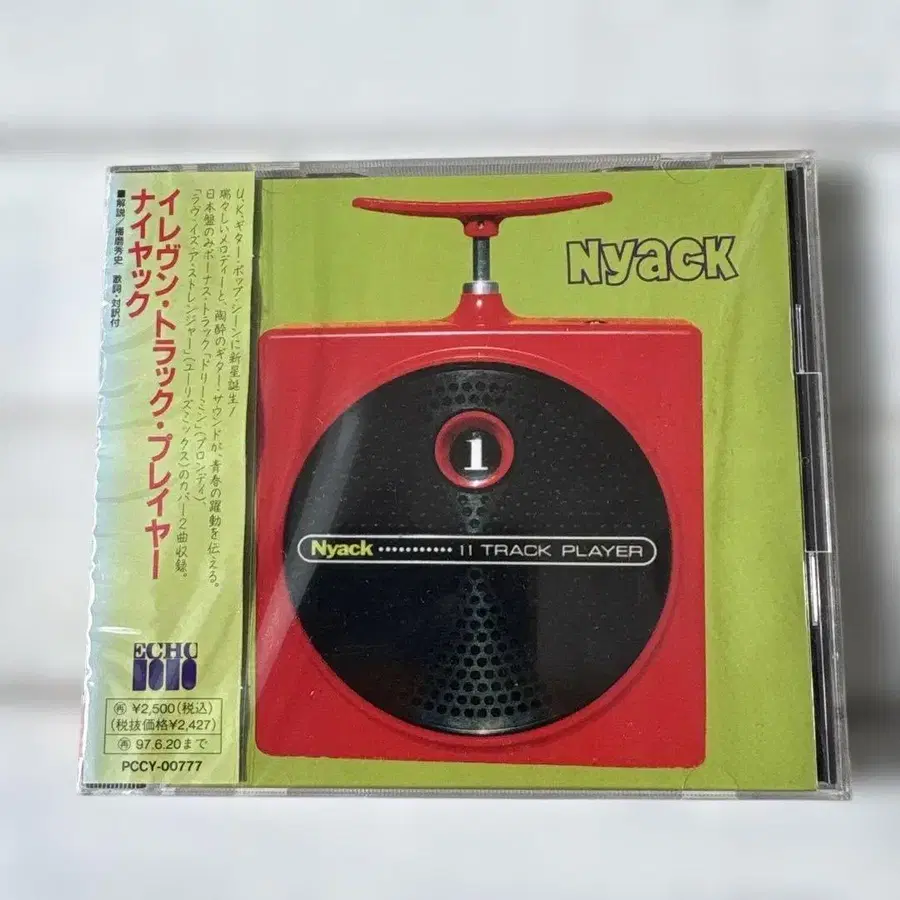 イレヴン・トラック・プレイヤー
ナイヤック
■解説/播磨秀史 歌詞・対訳付
U.K.ギター・ポップ・シーンに新星誕生!
瑞々しいメロディーと、陶酔のギター・サウンドが、青春の躍動を伝える。
日本盤のみボーナス・トラック「ドリーミン」(ブロンディ)、
「ラヴ・イズ・ア・ストレンジャー」(ユーリズミックス)のカバー2曲収録。
ECHO
再 ¥2,500(税込)
(税抜価格¥2,427)
再 97.6.20まで
PCCY-00777
Nyack
1
Nyack ........... 11 TRACK PLAYER